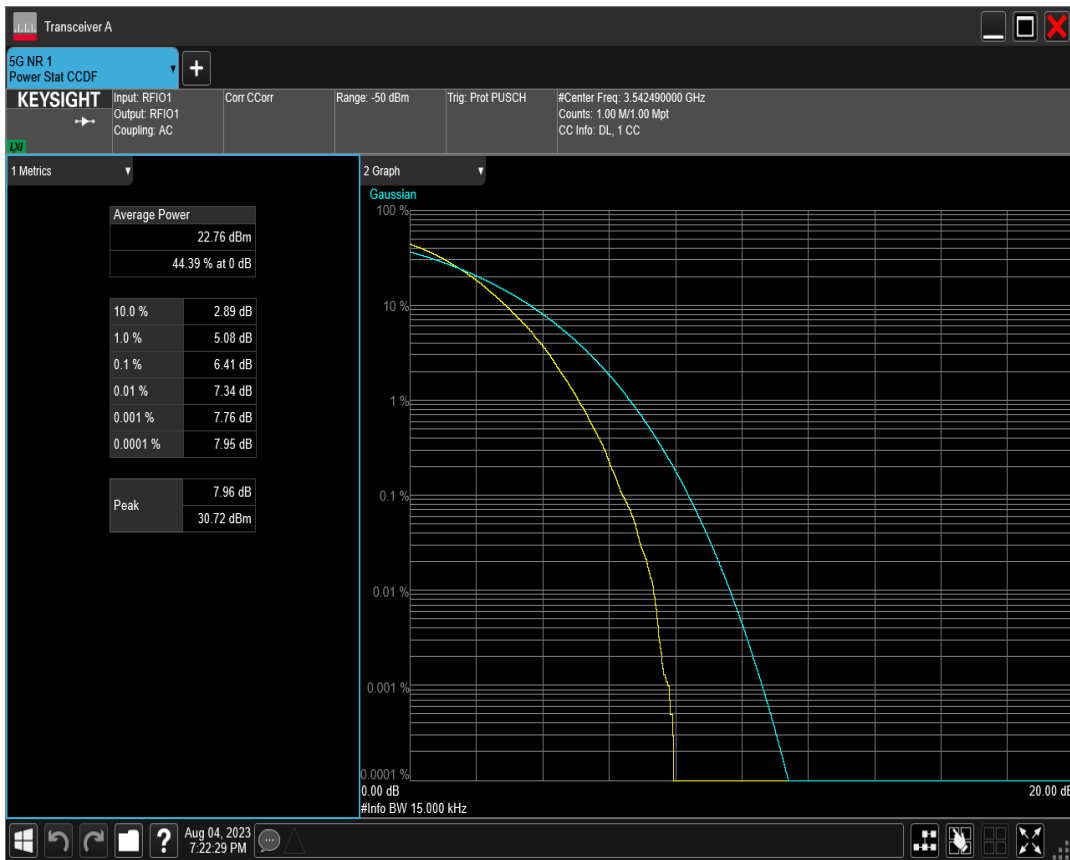 Transceiver A
5G NR 1
Power Stat CCDF
+
KEYSIGHT
LXI
Input: RFIO1
Output: RFIO1
Coupling: AC
Corr CCorr
Range: -50 dBm
Trig: Prot PUSCH
#Center Freq: 3.542490000 GHz
Counts: 1.00 M/1.00 Mpt
CC Info: DL, 1 CC
1 Metrics
Average Power
22.76 dBm
44.39 % at 0 dB
10.0 % 2.89 dB
1.0 % 5.08 dB
0.1 % 6.41 dB
0.01 % 7.34 dB
0.001 % 7.76 dB
0.0001 % 7.95 dB
Peak
7.96 dB
30.72 dBm
2 Graph
Gaussian
100 %
10 %
1 %
0.1 %
0.01 %
0.001 %
0.0001 %
0.00 dB 20.00 dB
#Info BW 15.000 kHz
?
Aug 04, 2023
7:22:29 PM